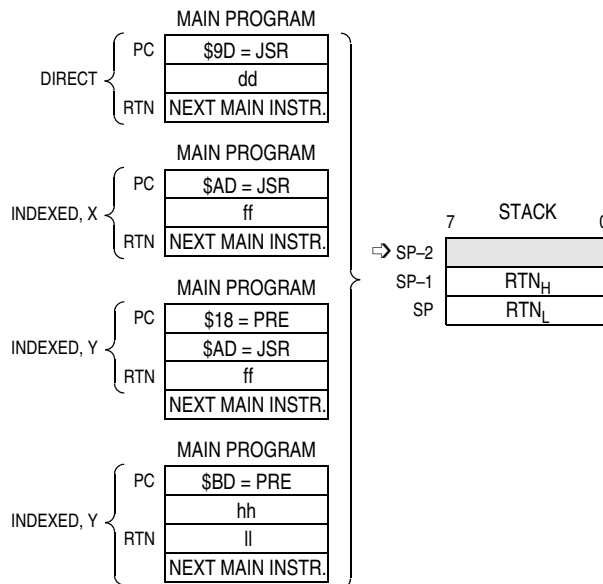 MAIN PROGRAM
PC $9D = JSR
DIRECT dd
RTN NEXT MAIN INSTR.
MAIN PROGRAM
PC $AD = JSR
INDEXED, X ff
RTN NEXT MAIN INSTR.
MAIN PROGRAM
PC $18 = PRE
INDEXED, Y $AD = JSR
RTN ff
NEXT MAIN INSTR.
MAIN PROGRAM
PC $BD = PRE
INDEXED, Y hh
RTN ll
NEXT MAIN INSTR.
7 STACK 0
SP–2
SP–1 RTNH
SP RTNL